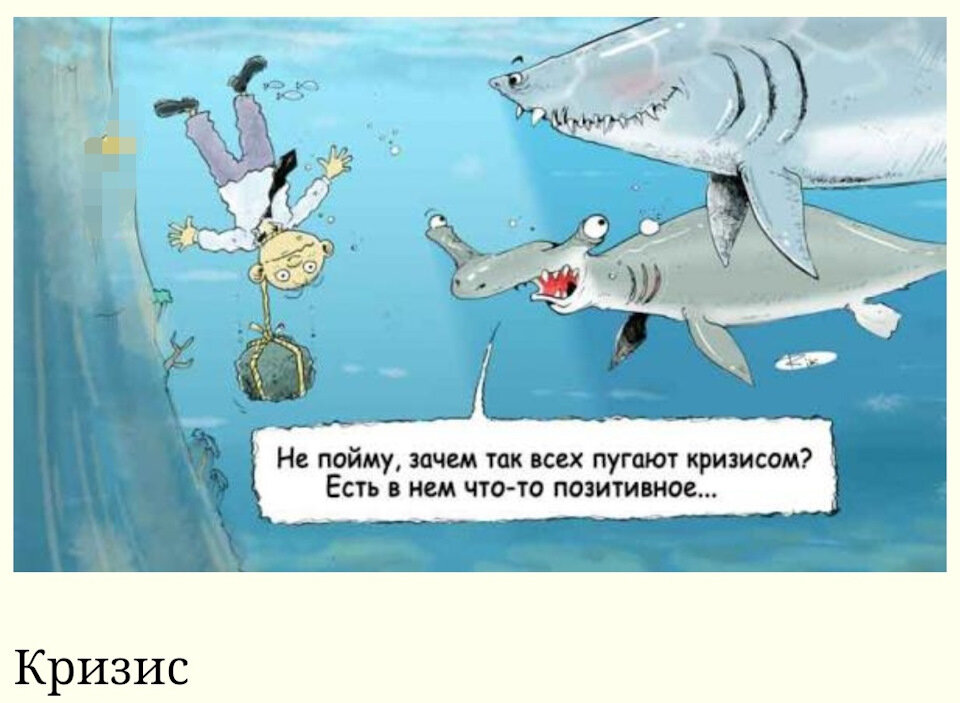 Не пойму, зачем так всех пугают кризисом?
Есть в нем что-то позитивное...
Кризис